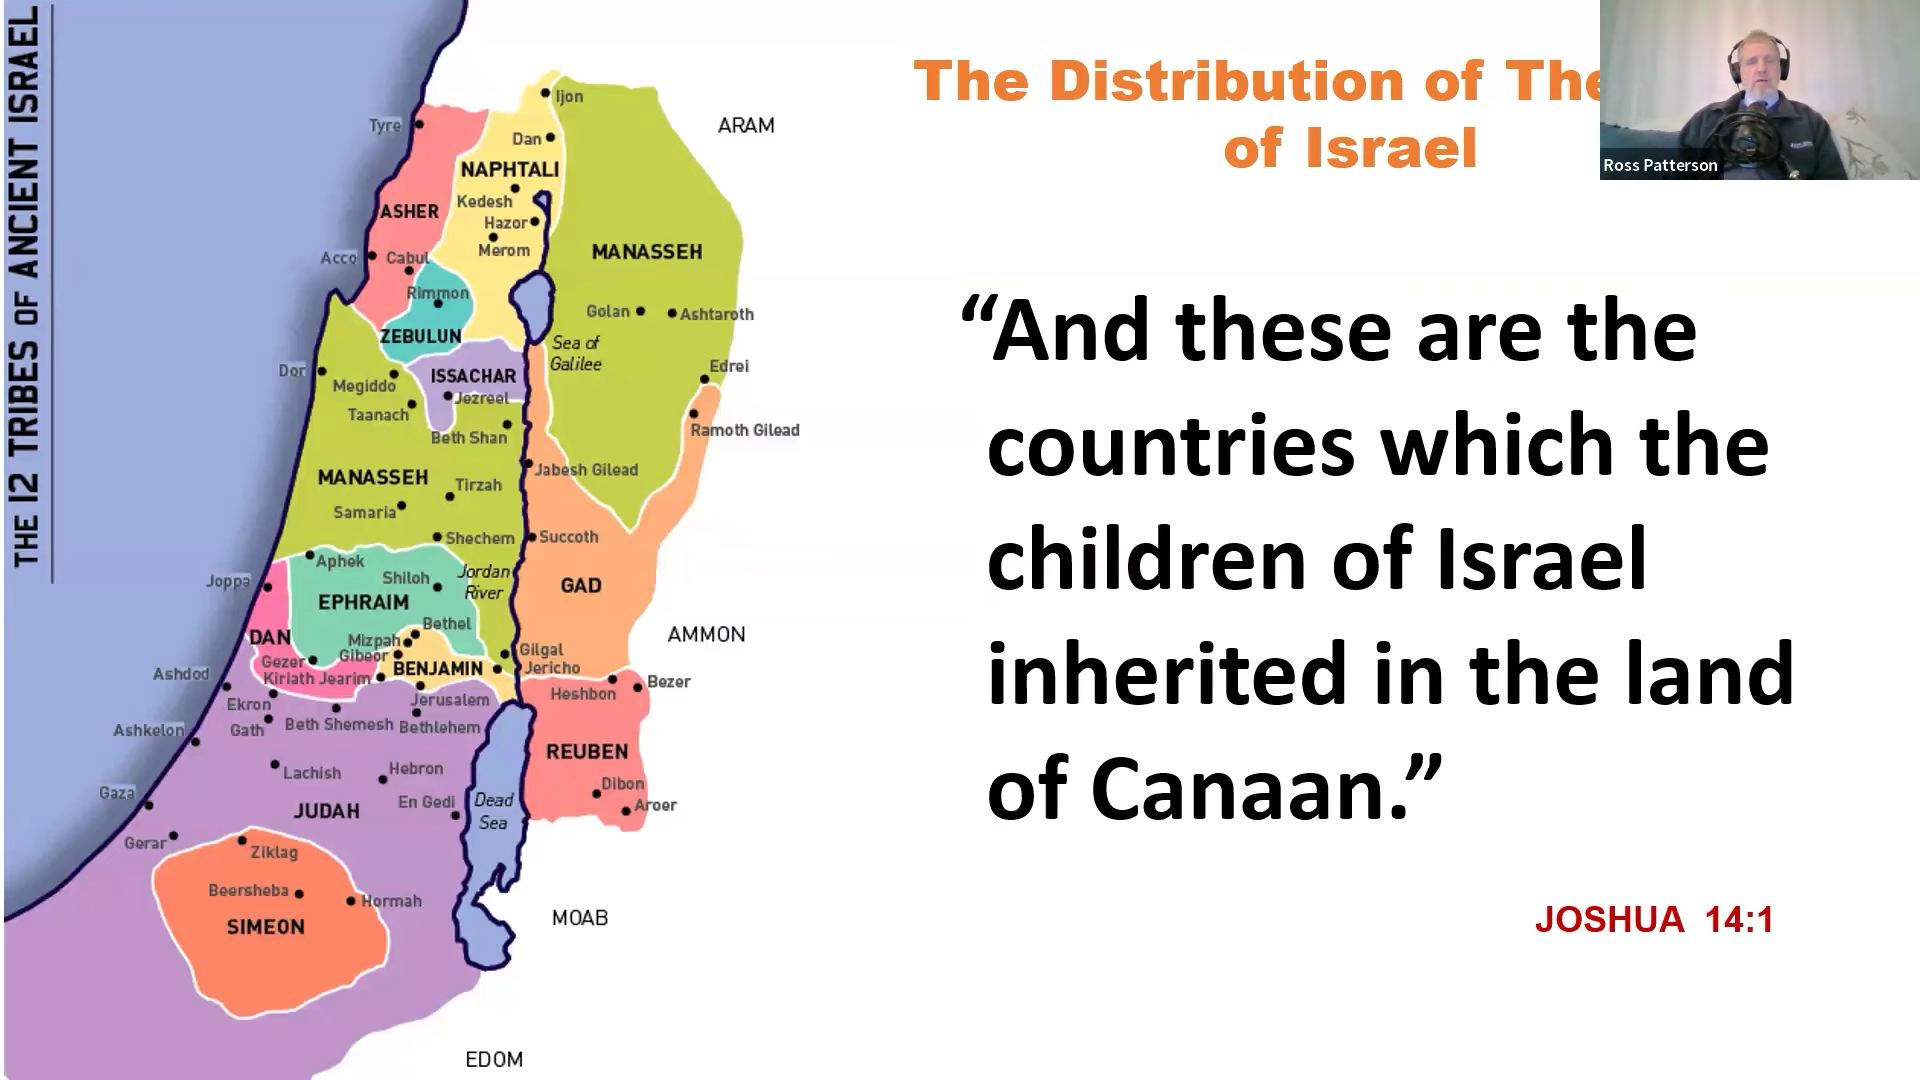 THE 12 TRIBES OF ANCIENT ISRAEL
The Distribution of The
of Israel
Ross Patterson
“And these are the
countries which the
children of Israel
inherited in the land
of Canaan.”
JOSHUA 14:1
Ijon
Tyre
ARAM
Dan
NAPHTALI
Kedesh
ASHER
Hazor
Merom
MANASSEH
Acco
Cabul
Rimmon
Golan
Ashtaroth
ZEBULUN
Sea of
Galilee
Dor
Megiddo
ISSACHAR
Edrei
Jezreel
Taanach
Beth Shan
Ramoth Gilead
MANASSEH
Jabesh Gilead
Tirzah
Samaria
Shechem
Succoth
Aphek
Joppa
Shiloh
Jordan
River
GAD
EPHRAIM
Bethel
DAN
Mizpah
AMMON
Gibeor
Gilgal
Gezer
BENJAMIN
Jericho
Kiriath Jearim
Ashdod
Heshbon
Bezer
Ekron
Jerusalem
Gath
Beth Shemesh
Bethlehem
Ashkelon
REUBEN
Lachish
Hebron
Dibon
Gaza
JUDAH
En Gedi
Dead
Sea
Aroer
Gerar
Ziklag
Beersheba
Hormah
SIMEON
MOAB
EDOM